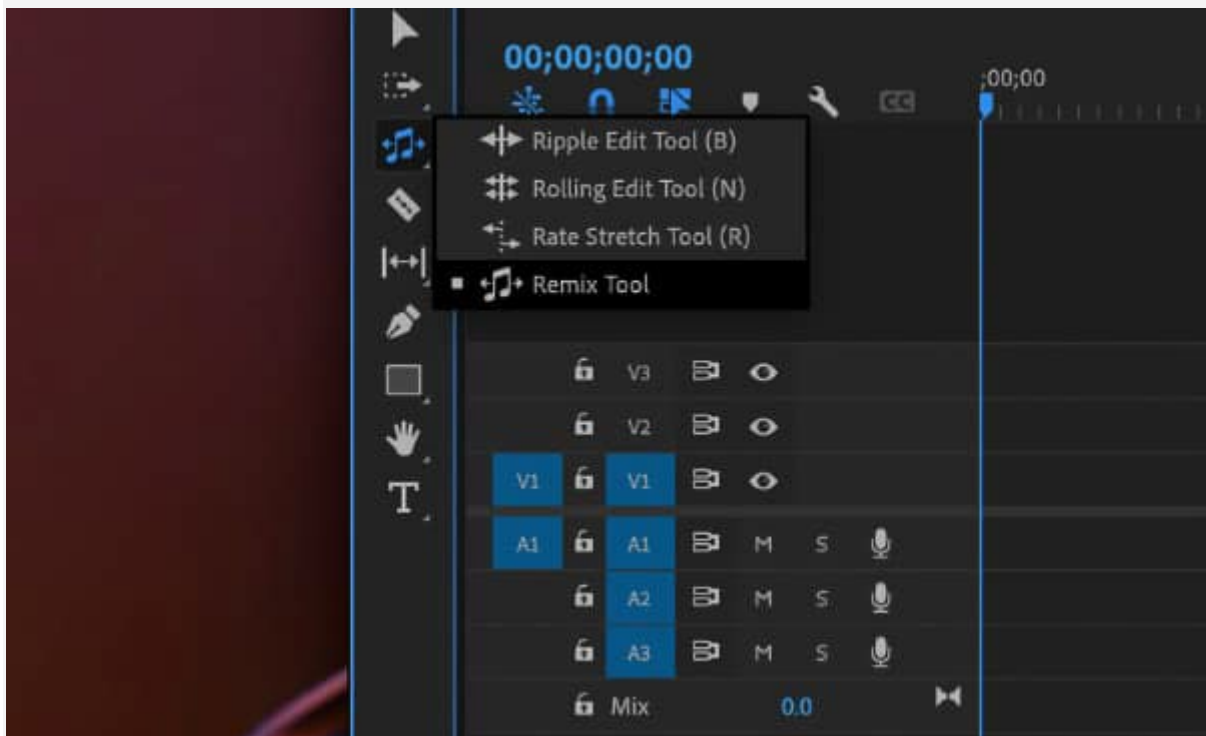 00;00;00;00
;00;00
CC
Ripple Edit Tool (B)
Rolling Edit Tool (N)
Rate Stretch Tool (R)
Remix Tool
T
V3
V2
V1 V1
A1 A1 M S
A2 M S
A3 M S
Mix 0.0